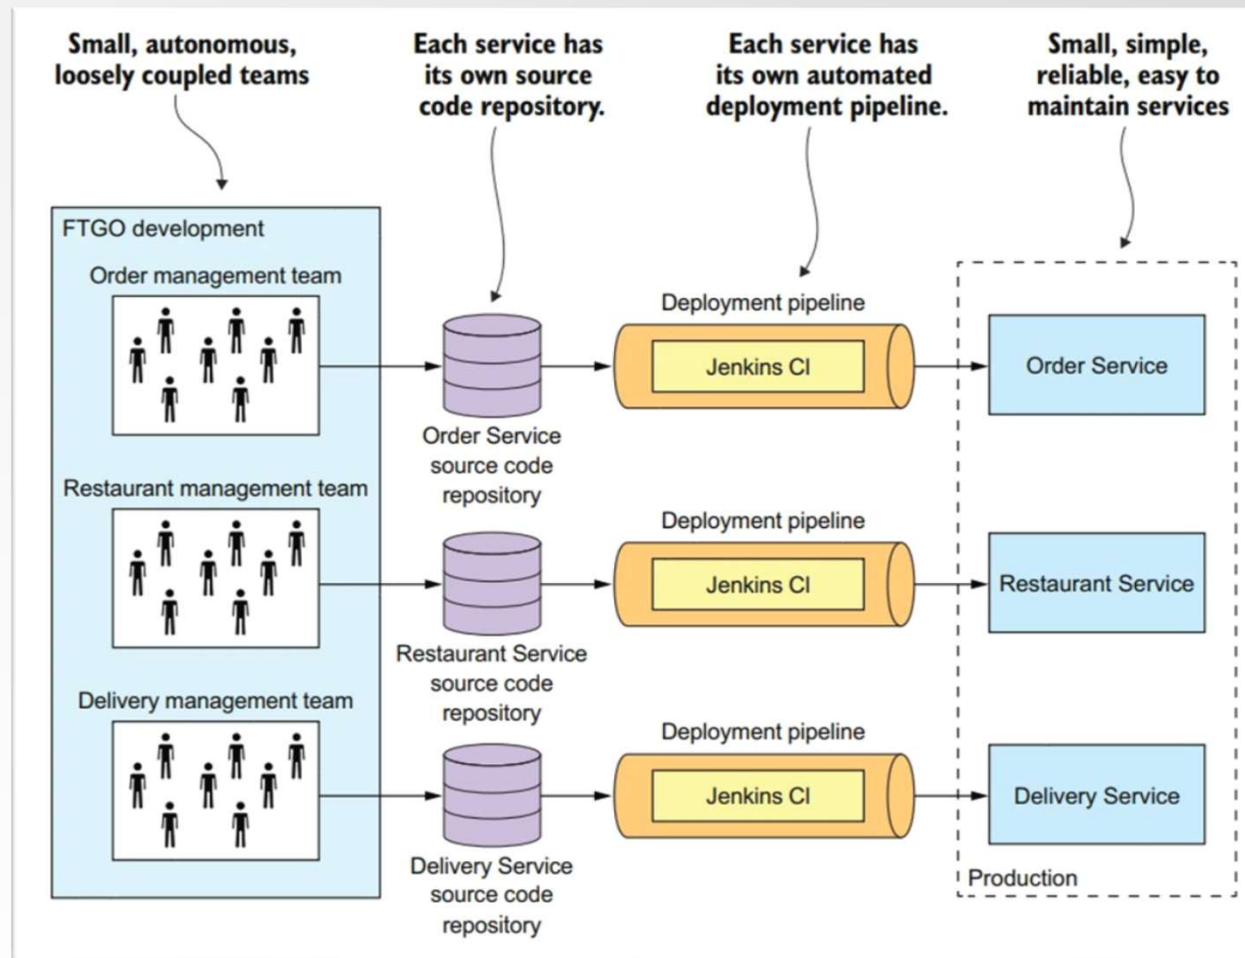 Small, autonomous,
loosely coupled teams
Each service has
its own source
code repository.
Each service has
its own automated
deployment pipeline.
Small, simple,
reliable, easy to
maintain services
FTGO development
Order management team
Order Service
source code
repository
Deployment pipeline
Jenkins CI
Order Service
Restaurant management team
Restaurant Service
source code
repository
Deployment pipeline
Jenkins CI
Restaurant Service
Delivery management team
Delivery Service
source code
repository
Deployment pipeline
Jenkins CI
Delivery Service
Production